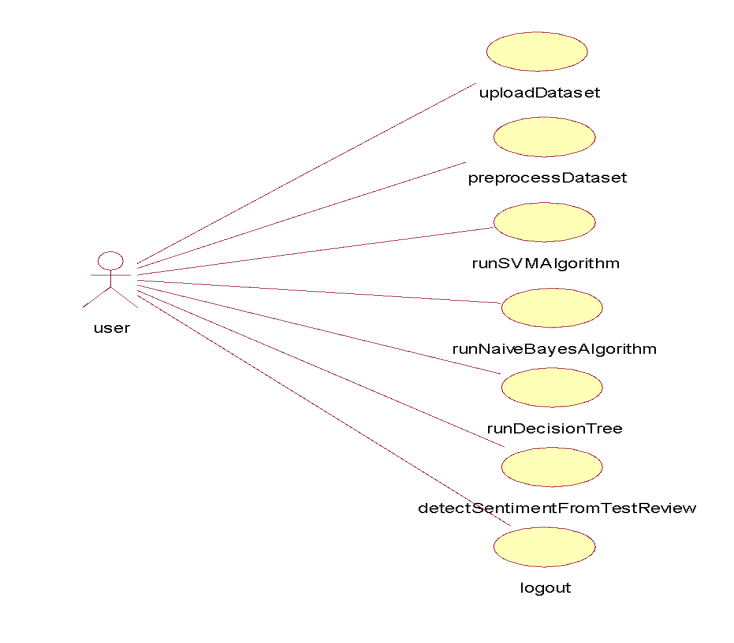 uploadDataset
preprocessDataset
runSVMAlgorithm
user
runNaiveBayesAlgorithm
runDecisionTree
detectSentimentFromTestReview
logout